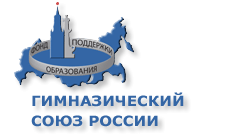 ФОНД ПОДДЕРЖКИ
ОБРАЗОВАНИЯ
ГИМНАЗИЧЕСКИЙ
СОЮЗ РОССИИ